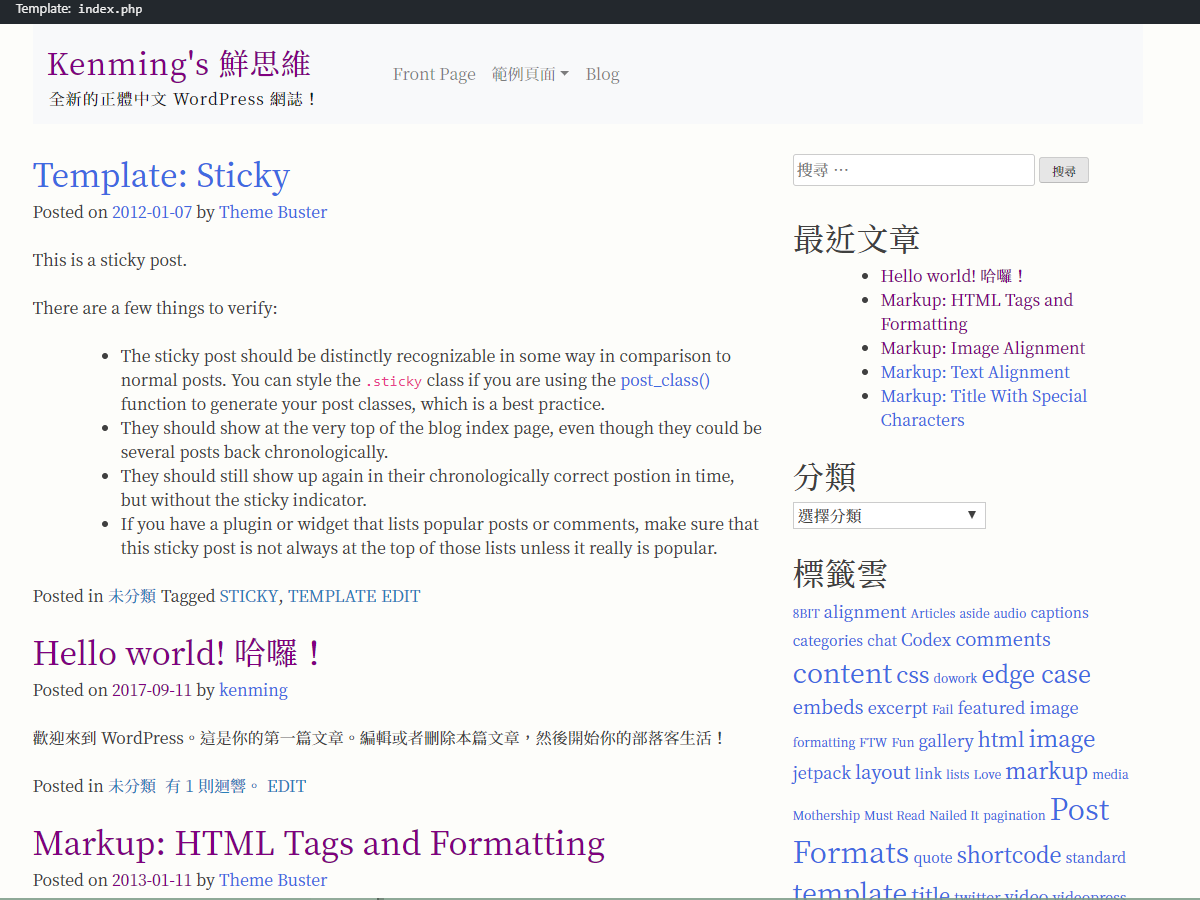 Template: index.php
Kenming's 鮮思維
全新的正體中文 WordPress 網誌！
Front Page 範例頁面 Blog
Template: Sticky
Posted on 2012-01-07 by Theme Buster
This is a sticky post.
There are a few things to verify:
The sticky post should be distinctly recognizable in some way in comparison to
normal posts. You can style the .sticky class if you are using the post_class()
function to generate your post classes, which is a best practice.
They should show at the very top of the blog index page, even though they could be
several posts back chronologically.
They should still show up again in their chronologically correct postion in time,
but without the sticky indicator.
If you have a plugin or widget that lists popular posts or comments, make sure that
this sticky post is not always at the top of those lists unless it really is popular.
Posted in 未分類 Tagged STICKY, TEMPLATE EDIT
Hello world! 哈囉！
Posted on 2017-09-11 by kenming
歡迎來到 WordPress。這是你的第一篇文章。編輯或者刪除本篇文章，然後開始你的部落客生活！
Posted in 未分類 有 1 則迴響。 EDIT
Markup: HTML Tags and Formatting
Posted on 2013-01-11 by Theme Buster
搜尋 … 搜尋
最近文章
Hello world! 哈囉！
Markup: HTML Tags and
Formatting
Markup: Image Alignment
Markup: Text Alignment
Markup: Title With Special
Characters
分類
選擇分類
標籤雲
8BIT alignment Articles aside audio captions
categories chat Codex comments
content css dowork edge case
embeds excerpt Fail featured image
formatting FTW Fun gallery html image
jetpack layout link lists Love markup media
Mothership Must Read Nailed It pagination Post
Formats quote shortcode standard
template title twitter video videopress